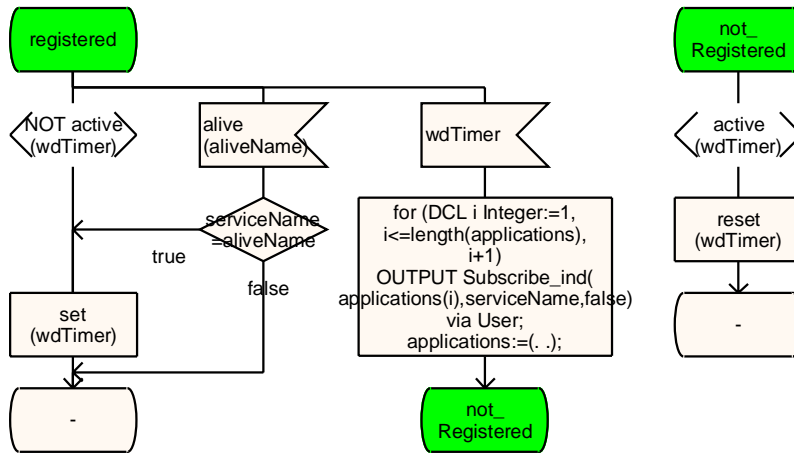 registered
NOT active
(wdTimer)
alive
(aliveName)
wdTimer
serviceName
=aliveName
true
false
set
(wdTimer)
-
for (DCL i Integer:=1,
i<=length(applications),
i+1)
OUTPUT Subscribe_ind(
applications(i),serviceName,false)
via User;
applications:=(. .);
not_
Registered
not_
Registered
active
(wdTimer)
reset
(wdTimer)
-